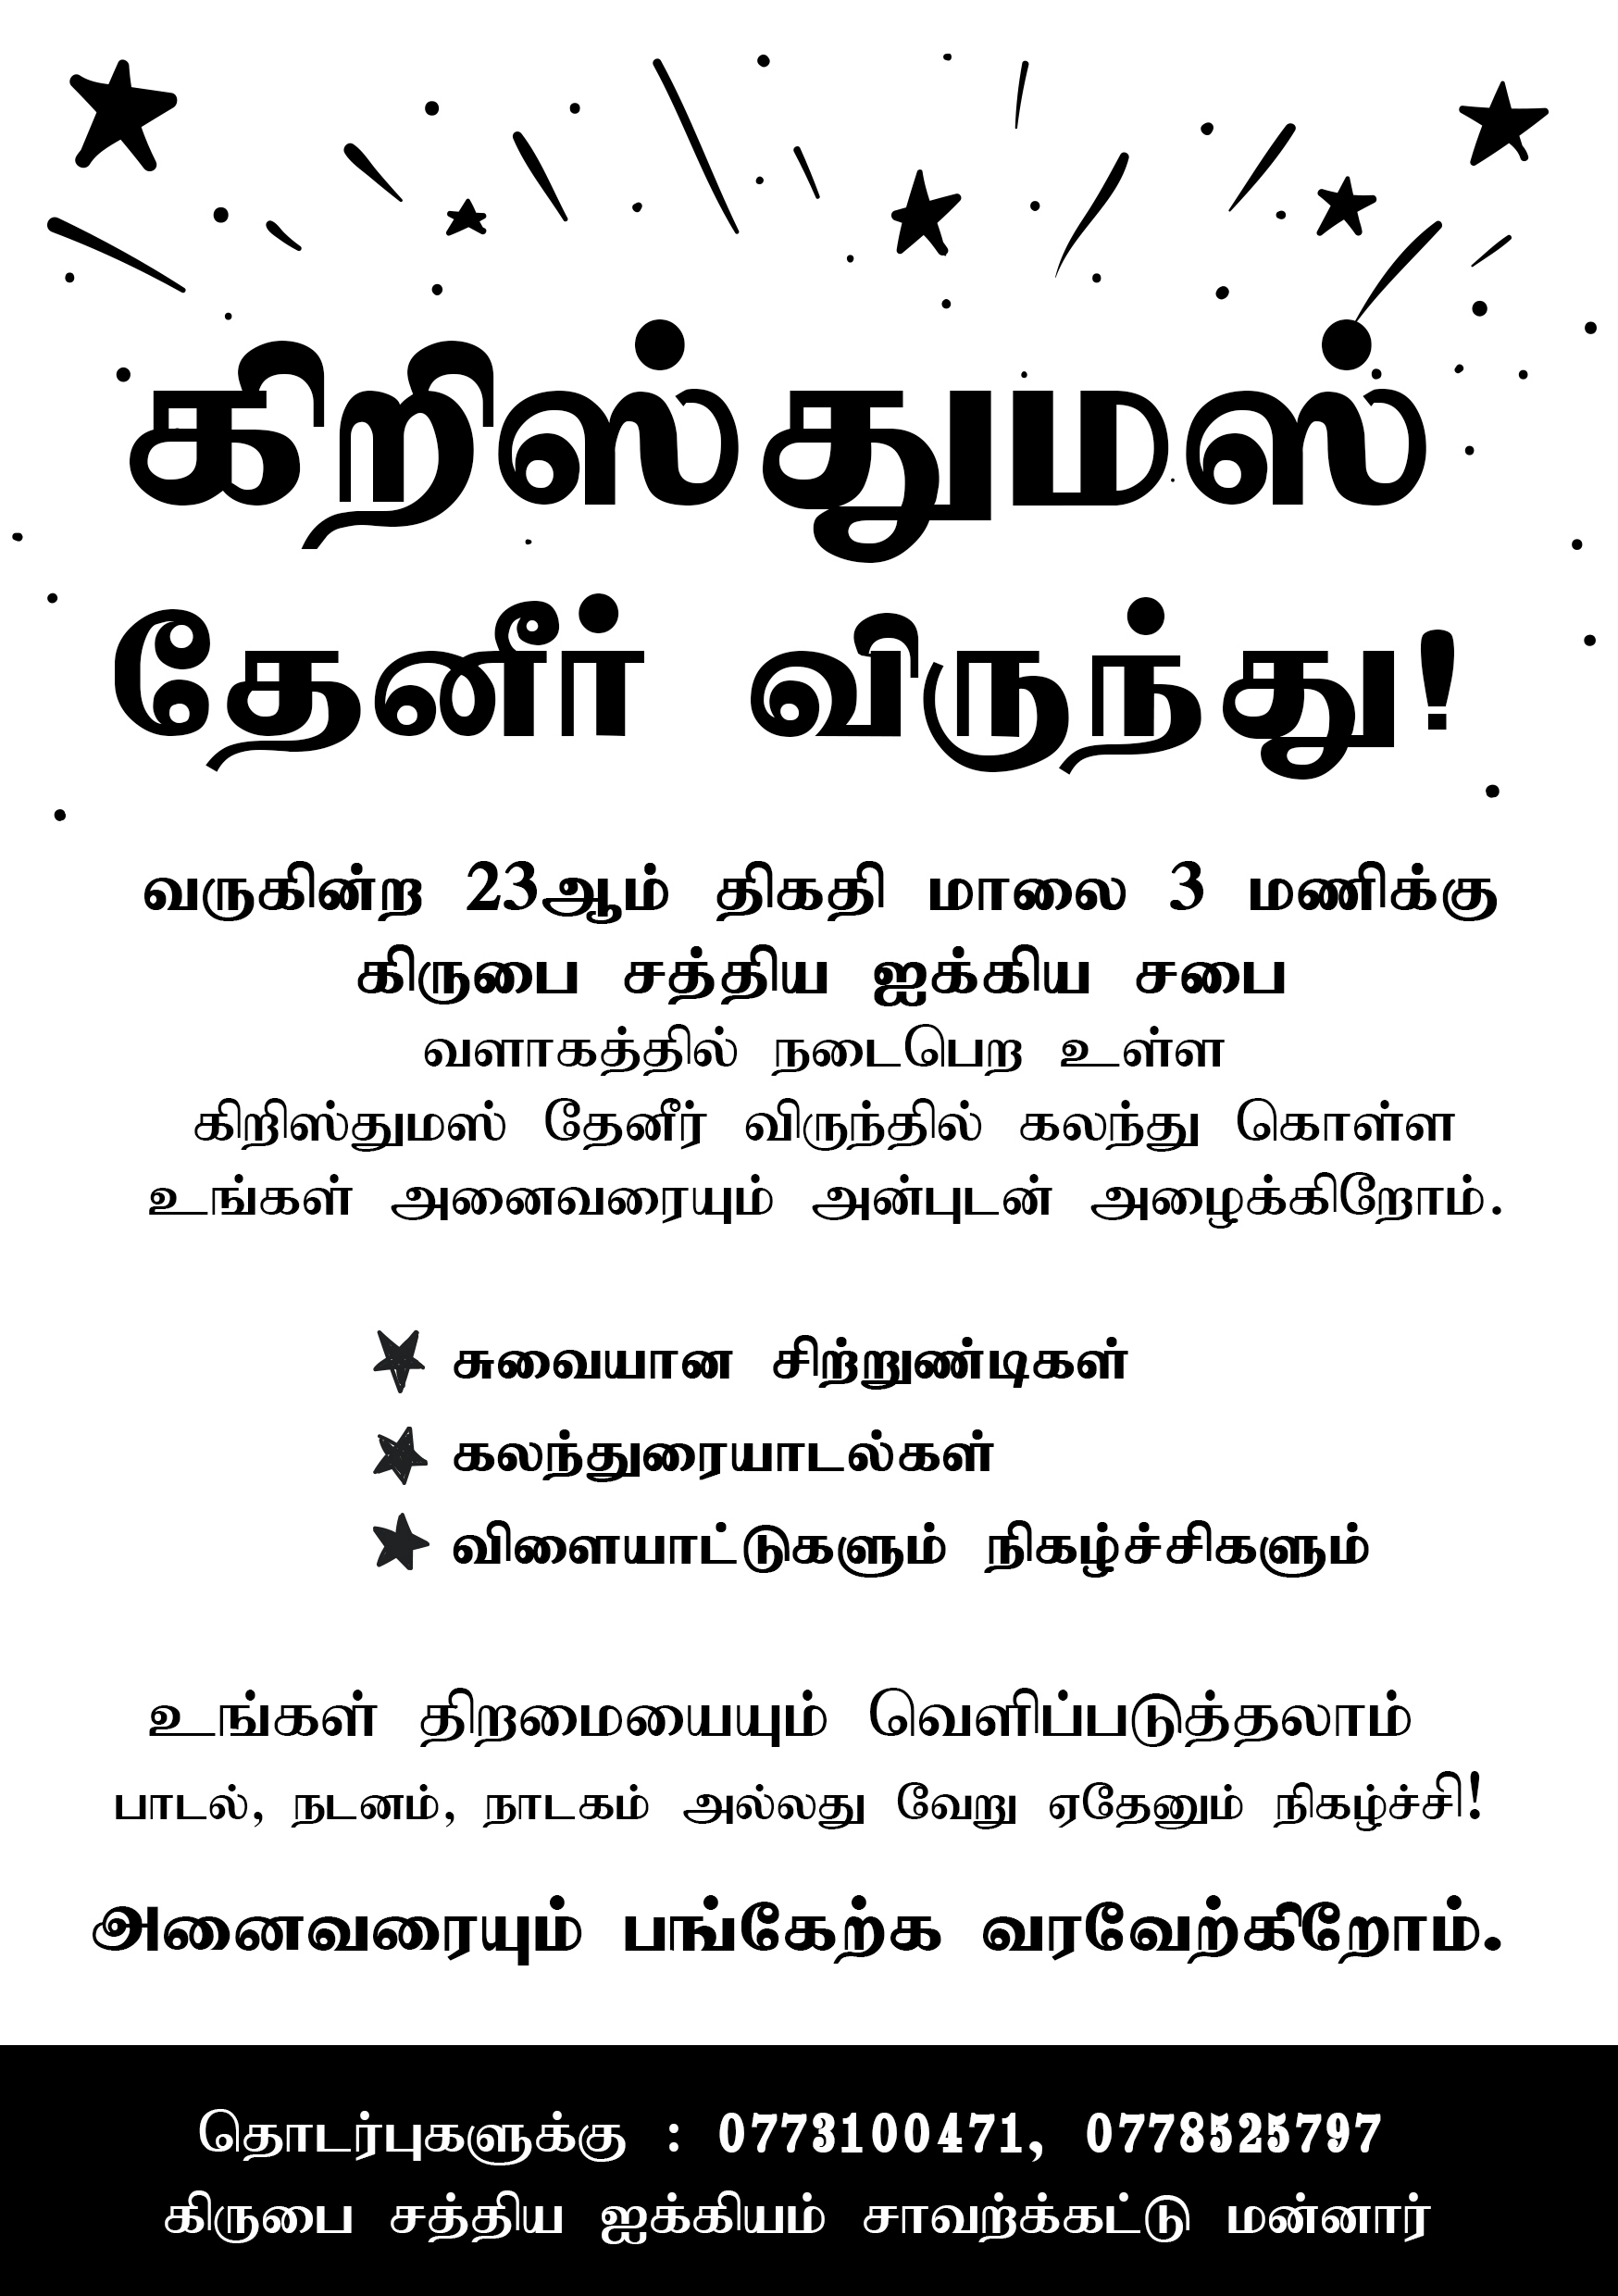 கிறிஸ்துமஸ்
தேனீர் விருந்து!
வருகின்ற 23ஆம் திகதி மாலை 3 மணிக்கு
கிருபை சத்திய ஐக்கிய சபை
வளாகத்தில் நடைபெற உள்ள
கிறிஸ்துமஸ் தேனீர் விருந்தில் கலந்து கொள்ள
உங்கள் அனைவரையும் அன்புடன் அழைக்கிறோம்.
சுவையான சிற்றுண்டிகள்
கலந்துரையாடல்கள்
விளையாட்டுகளும் நிகழ்ச்சிகளும்
உங்கள் திறமையையும் வெளிப்படுத்தலாம்
பாடல், நடனம், நாடகம் அல்லது வேறு ஏதேனும் நிகழ்ச்சி!
அனைவரையும் பங்கேற்க வரவேற்கிறோம்.
தொடர்புகளுக்கு : 0773100471, 0778525797
கிருபை சத்திய ஐக்கியம் சாவற்க்கட்டு மன்னார்